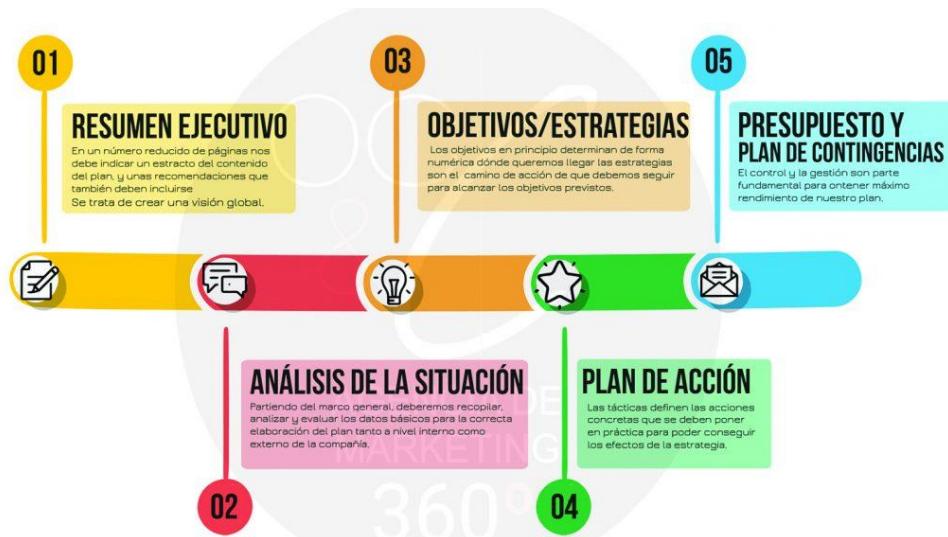 01
RESUMEN EJECUTIVO
En un número reducido de páginas nos
debe indicar un estracto del contenido
del plan, y unas recomendaciones que
también deben incluirse
Se trata de crear una visión global.
02
ANÁLISIS DE LA SITUACIÓN
Partiendo del marco general, deberemos recopilar,
analizar y evaluar los datos básicos para la correcta
elaboración del plan tanto a nivel interno como
externo de la compañía.
03
OBJETIVOS/ESTRATEGIAS
Los objetivos en principio determinan de forma
numérica dónde queremos llegar las estrategias
son el camino de acción de que debemos seguir
para alcanzar los objetivos previstos.
04
PLAN DE ACCIÓN
Las tácticas definen las acciones
concretas que se deben poner
en práctica para poder conseguir
los efectos de la estrategia.
05
PRESUPUESTO Y
PLAN DE CONTINGENCIAS
El control y la gestión son parte
fundamental para ontener máximo
rendimiento de nuestro plan.
MARKETING
360°